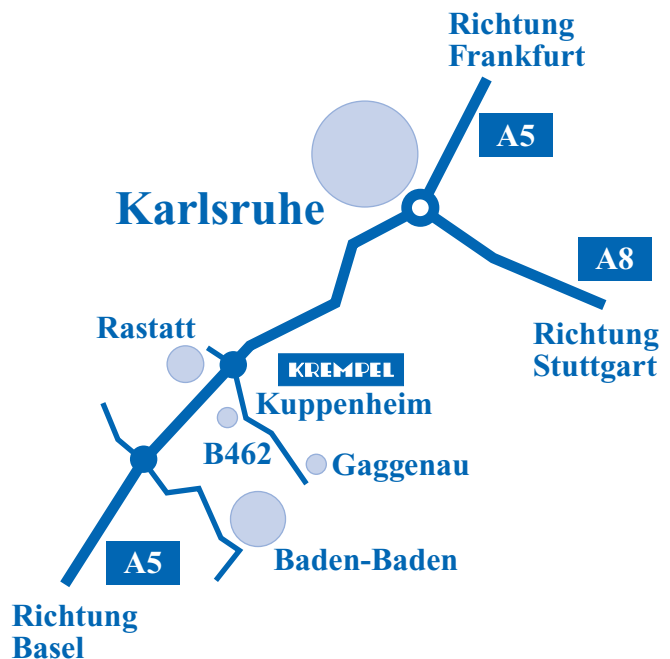 Richtung
Frankfurt
A5
Karlsruhe
A8
Rastatt
Richtung
Stuttgart
KREMPEL
Kuppenheim
B462
Gaggenau
A5
Baden-Baden
Richtung
Basel